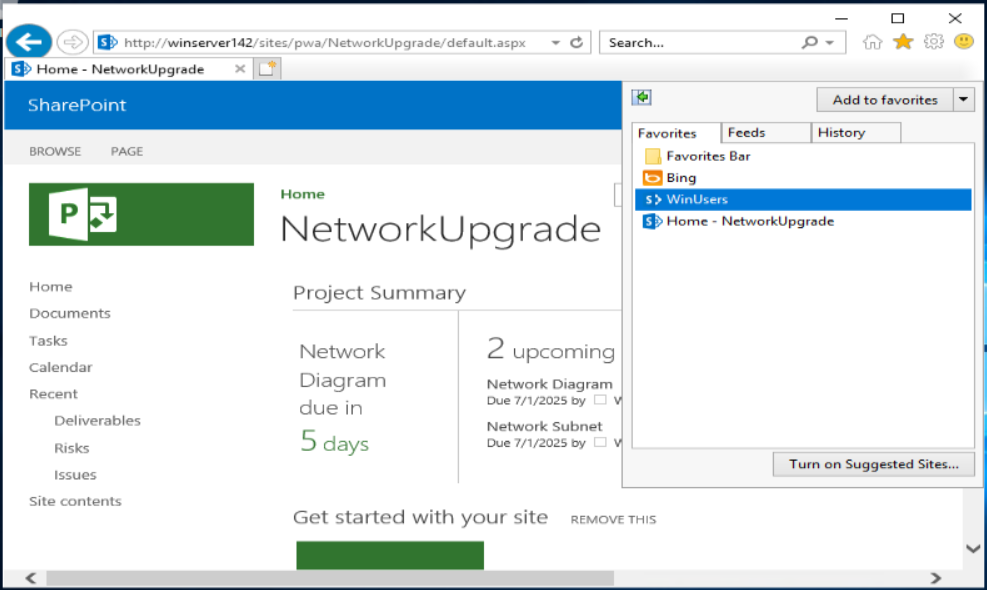 http://winserver142/sites/pwa/NetworkUpgrade/default.aspx
Search...
Home - NetworkUpgrade
SharePoint
Add to favorites
Favorites
Feeds
History
BROWSE
PAGE
Favorites Bar
Bing
WinUsers
Home - NetworkUpgrade
P
Home
NetworkUpgrade
Home
Documents
Tasks
Calendar
Recent
Deliverables
Risks
Issues
Site contents
Project Summary
Network
Diagram
due in
5 days
2 upcoming
Network Diagram
Due 7/1/2025 by
Network Subnet
Due 7/1/2025 by
Turn on Suggested Sites...
Get started with your site
REMOVE THIS